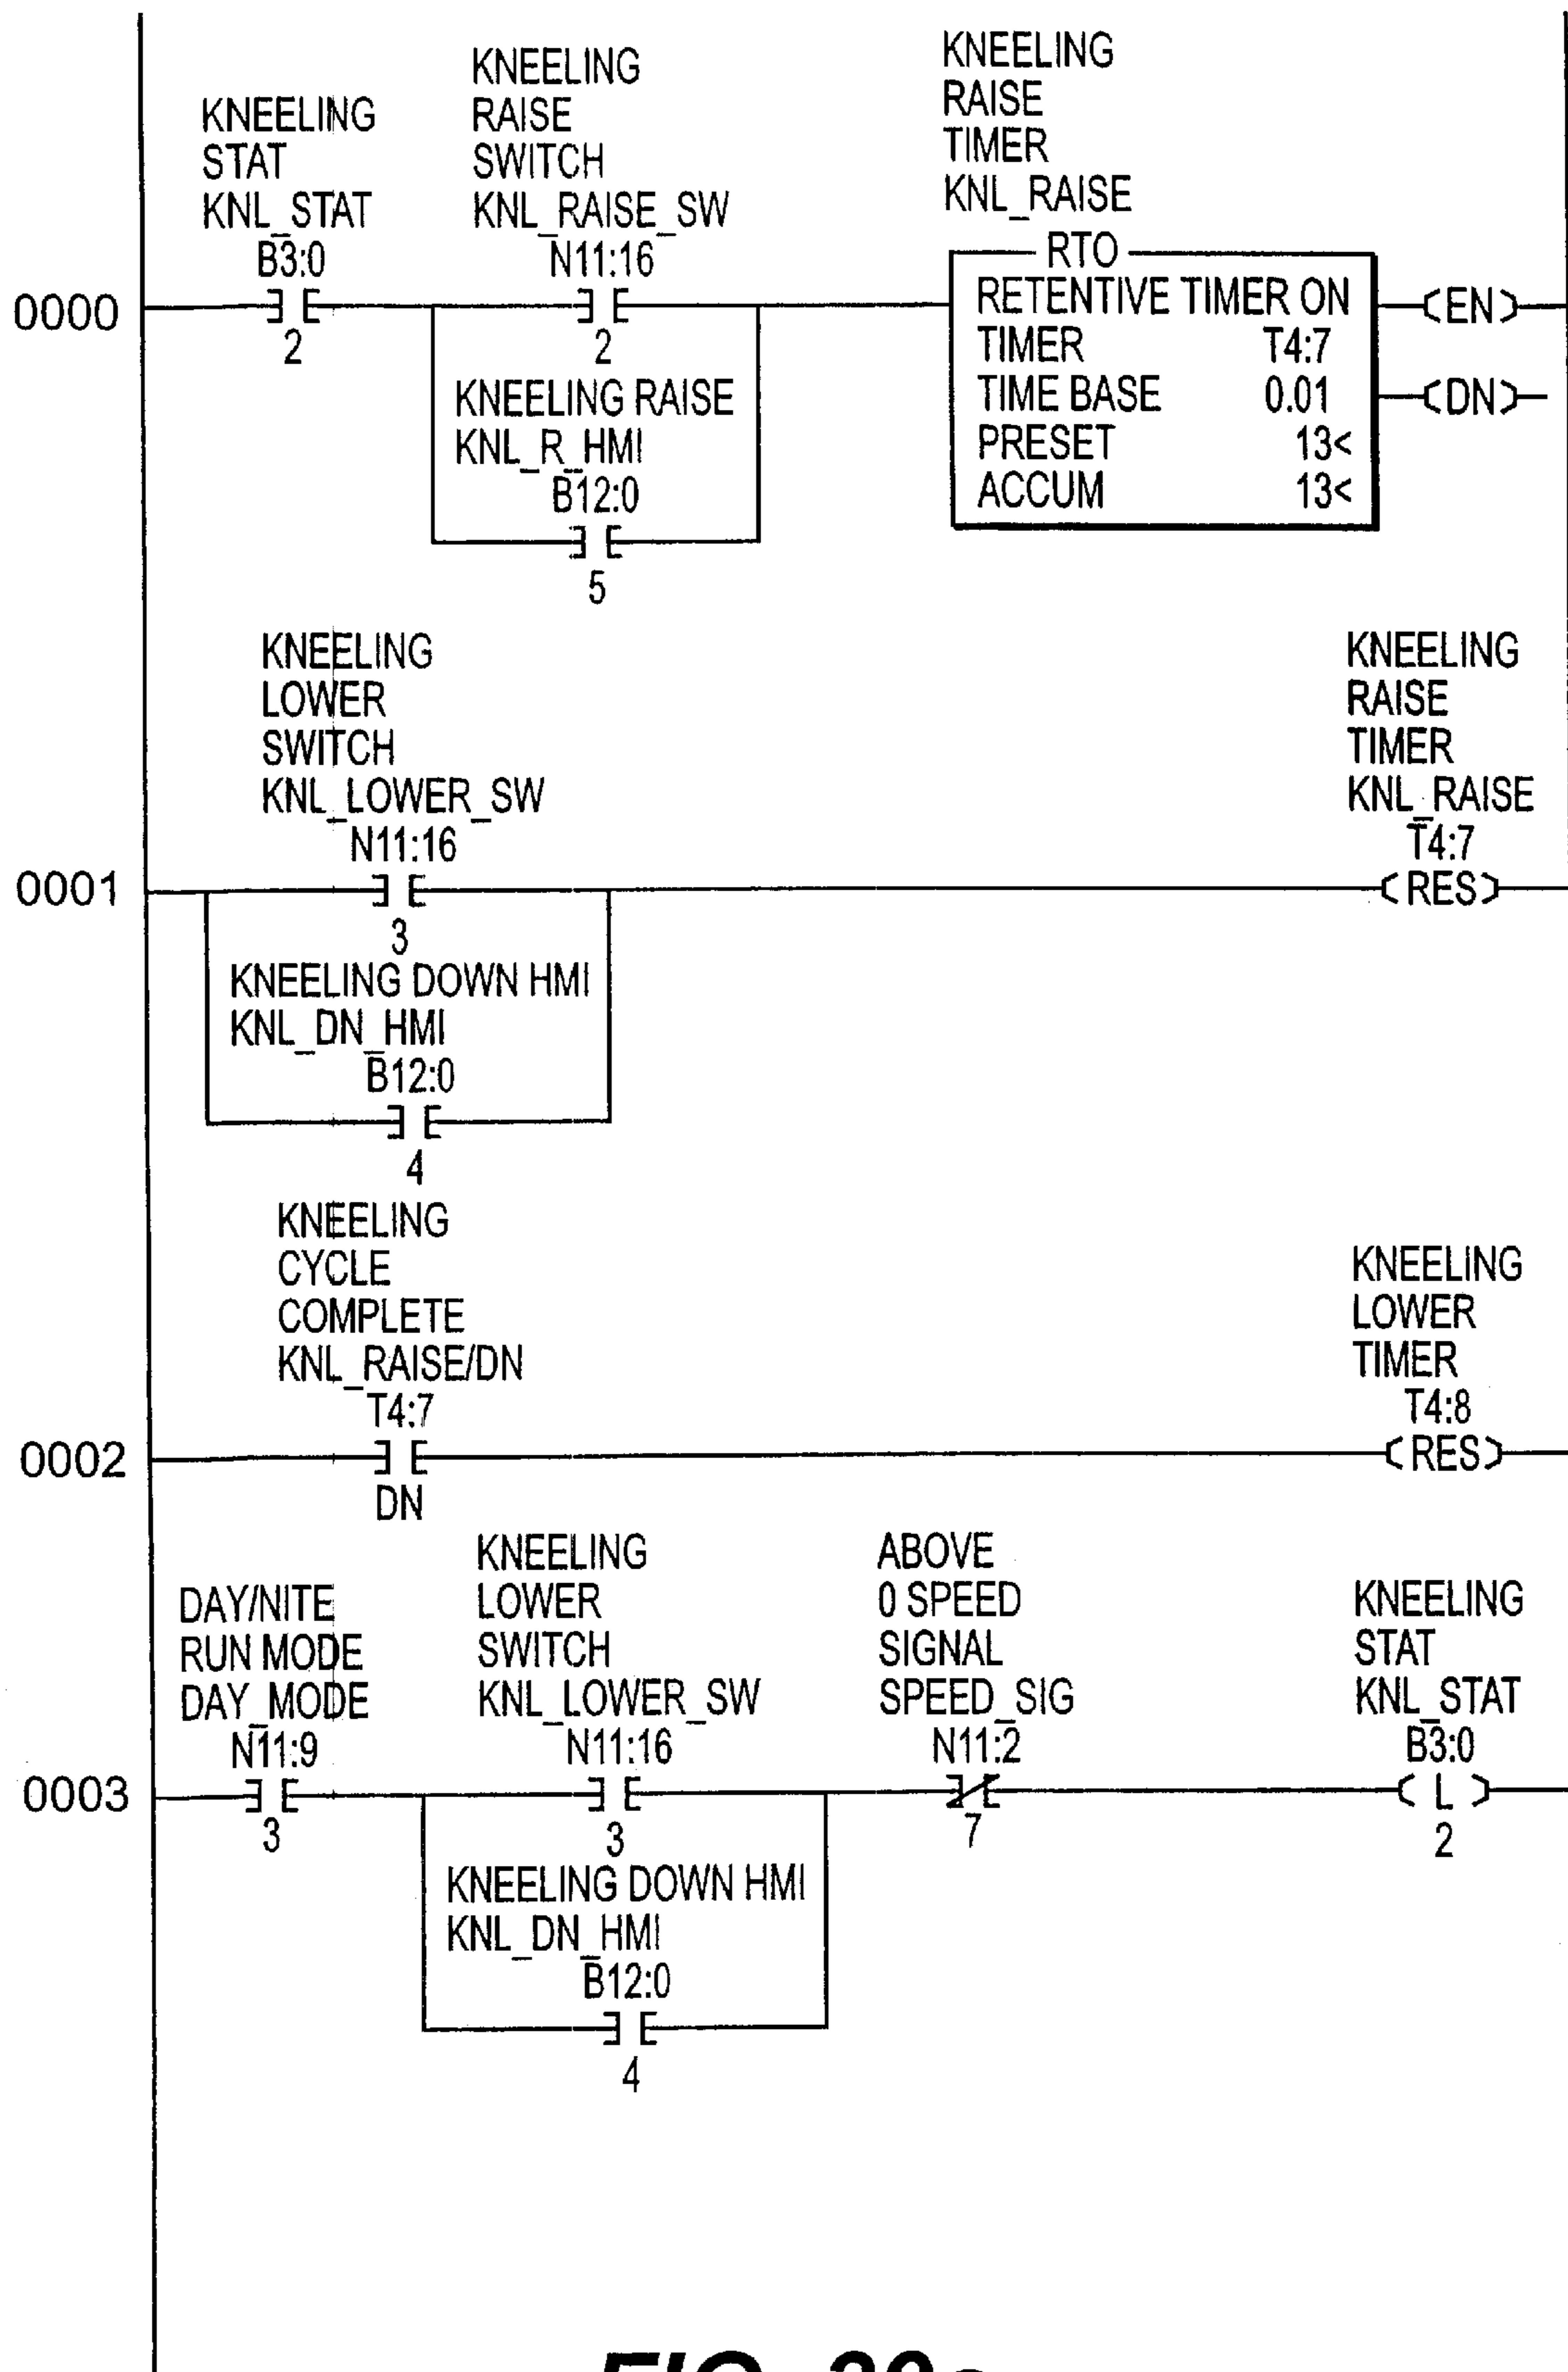 KNEELING
STAT
KNL_STAT
B3:0
2
KNEELING
RAISE
SWITCH
KNL_RAISE_SW
N11:16
2
KNEELING RAISE
KNL_R_HMI
B12:0
5
KNEELING
RAISE
TIMER
KNL_RAISE
RTO
RETENTIVE TIMER ON
TIMER T4:7
TIME BASE 0.01
PRESET 13<
ACCUM 13<
(EN)
(DN)
0000
KNEELING
LOWER
SWITCH
KNL_LOWER_SW
N11:16
3
KNEELING DOWN HMI
KNL_DN_HMI
B12:0
4
KNEELING
RAISE
TIMER
KNL_RAISE
T4:7
(RES)
0001
KNEELING
CYCLE
COMPLETE
KNL_RAISE/DN
T4:7
DN
KNEELING
LOWER
TIMER
T4:8
(RES)
0002
DAY/NITE
RUN MODE
DAY_MODE
N11:9
3
KNEELING
LOWER
SWITCH
KNL_LOWER_SW
N11:16
3
KNEELING DOWN HMI
KNL_DN_HMI
B12:0
4
ABOVE
0 SPEED
SIGNAL
SPEED_SIG
N11:2
7
KNEELING
STAT
KNL_STAT
B3:0
(L)
2
0003